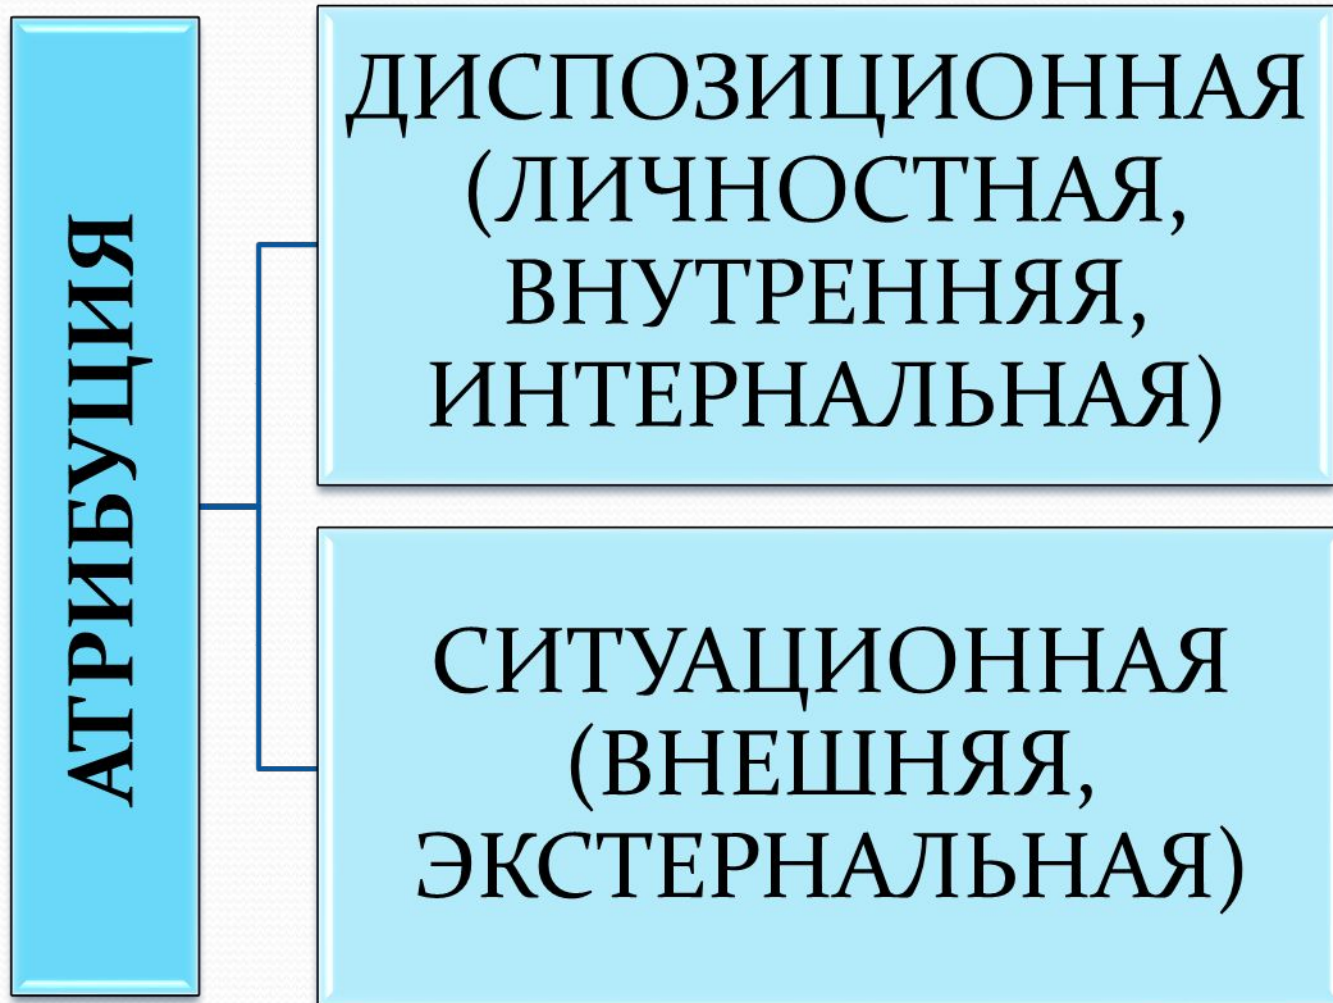 АТРИБУЦИЯ
ДИСПОЗИЦИОННАЯ
(ЛИЧНОСТНАЯ,
ВНУТРЕННЯЯ,
ИНТЕРНАЛЬНАЯ)
СИТУАЦИОННАЯ
(ВНЕШНЯЯ,
ЭКСТЕРНАЛЬНАЯ)